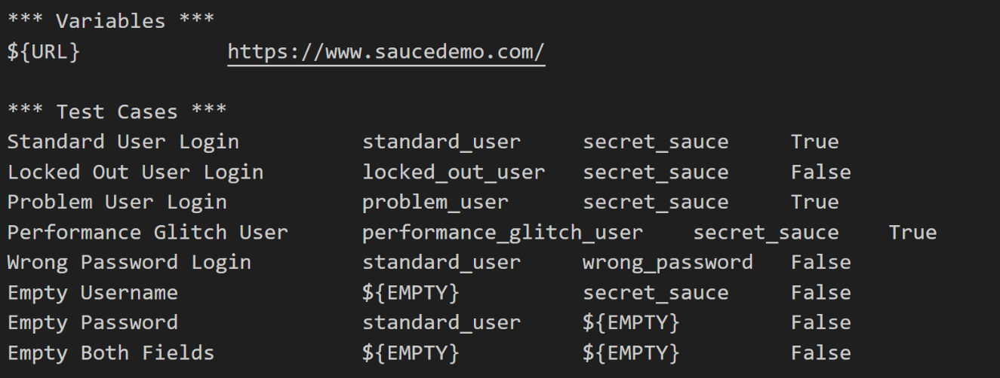 *** Variables ***
${URL}            https://www.saucedemo.com/
*** Test Cases ***
Standard User Login          standard_user     secret_sauce     True
Locked Out User Login        locked_out_user   secret_sauce     False
Problem User Login           problem_user      secret_sauce     True
Performance Glitch User      performance_glitch_user    secret_sauce    True
Wrong Password Login         standard_user     wrong_password   False
Empty Username               ${EMPTY}          secret_sauce     False
Empty Password               standard_user     ${EMPTY}         False
Empty Both Fields            ${EMPTY}          ${EMPTY}         False